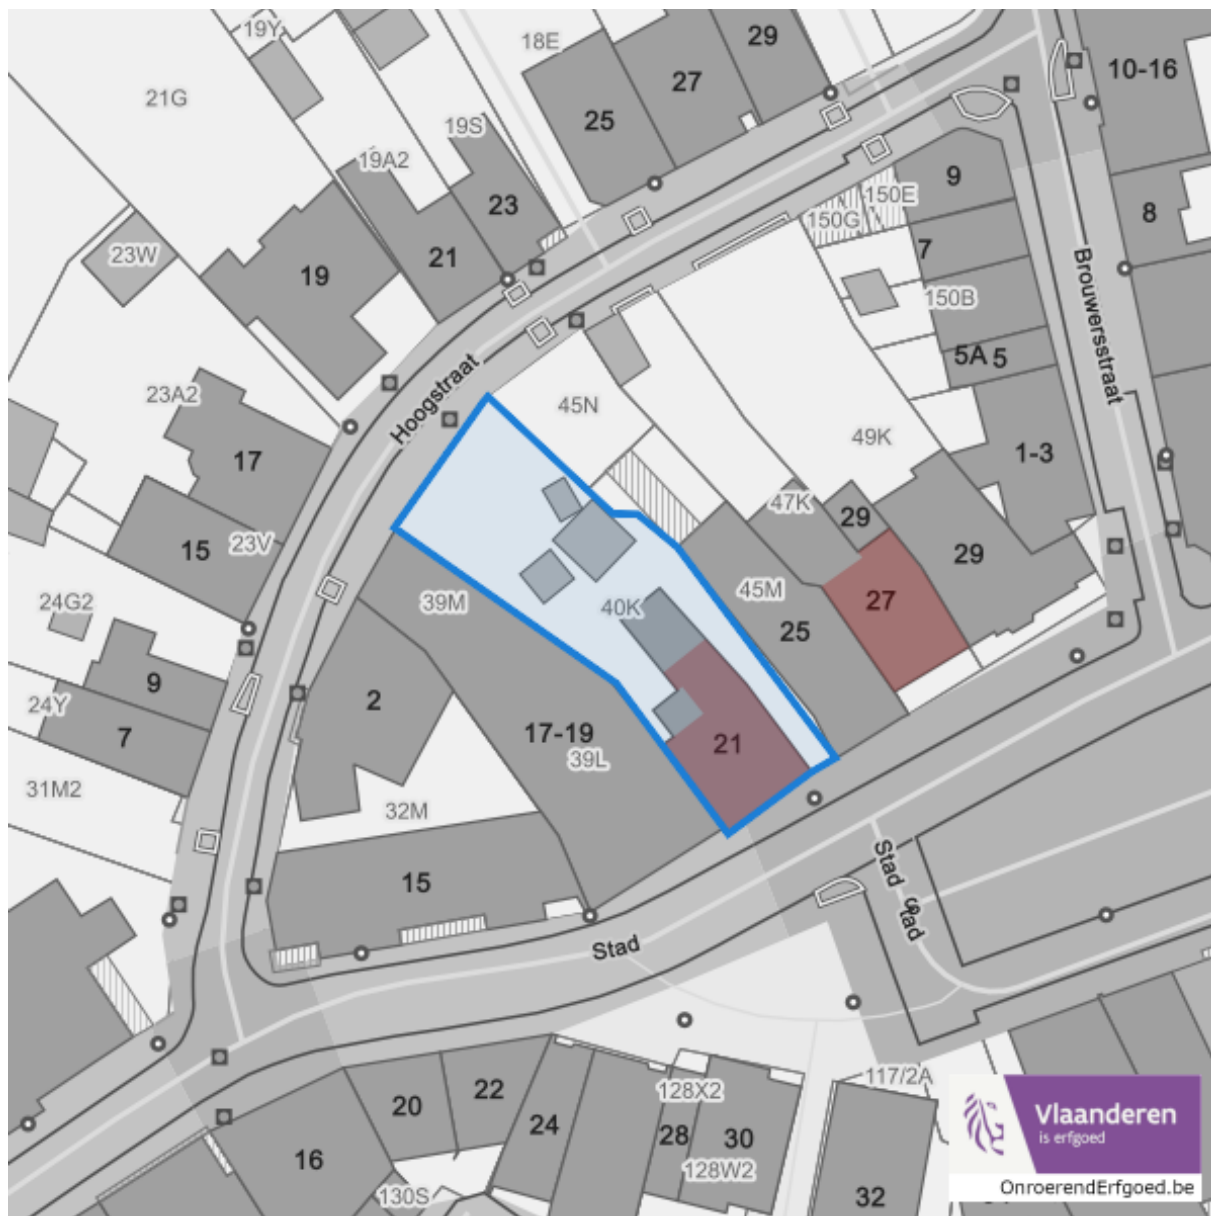 19Y
18E
29
27
10-16
21G
25
19S
19A2
150E
9
23
150G
8
23W
19
21
7
Brouwersstraat
150B
5A 5
23A2
Hoogstraat
45N
49K
17
1-3
47K
29
15
23V
29
45M
24G2
39M
40K
27
25
9
2
24Y
7
17-19
21
39L
31M2
32M
Stad
Stad
15
Stad
117/2A
128X2
20
22
24
28
30
16
128W2
130S
32
Vlaanderen
is erfgoed
OnroerendErfgoed.be